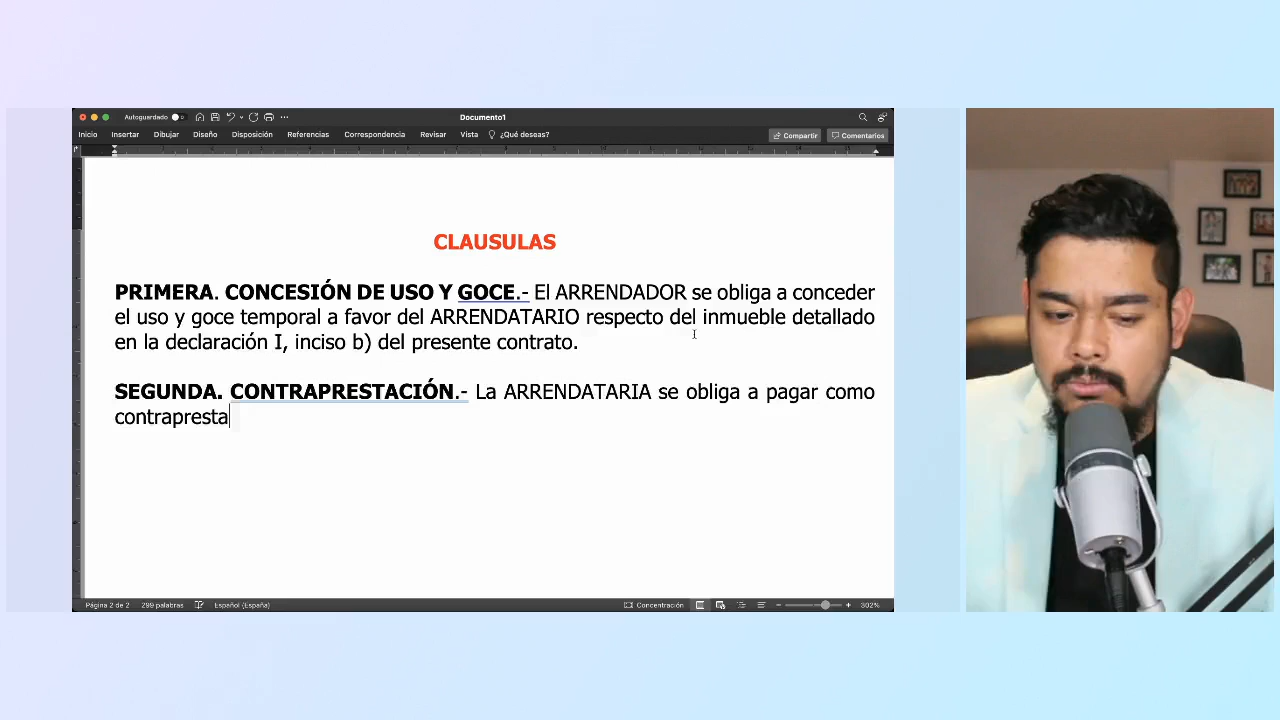 Autoguardado
Documento1
Inicio Insertar Dibujar Diseño Disposición Referencias Correspondencia Revisar Vista ¿Qué deseas? Compartir Comentarios
CLAUSULAS
PRIMERA. CONCESIÓN DE USO Y GOCE.- El ARRENDADOR se obliga a conceder
el uso y goce temporal a favor del ARRENDATARIO respecto del inmueble detallado
en la declaración I, inciso b) del presente contrato.
SEGUNDA. CONTRAPRESTACIÓN.- La ARRENDATARIA se obliga a pagar como
contrapresta
Página 2 de 2 299 palabras Español (España) Concentración 302%